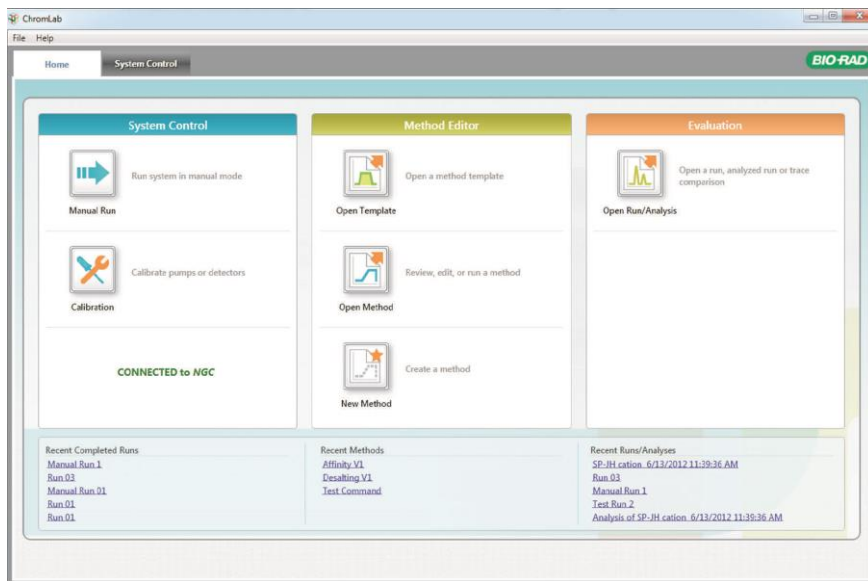 ChromLab
File Help
Home System Control
BIO-RAD
System Control
Run system in manual mode
Manual Run
Calibrate pumps or detectors
Calibration
CONNECTED to NGC
Method Editor
Open a method template
Open Template
Review, edit, or run a method
Open Method
Create a method
New Method
Evaluation
Open a run, analyzed run or trace
comparison
Open Run/Analysis
Recent Completed Runs
Manual Run 1
Run 03
Manual Run 01
Run 01
Run 01
Recent Methods
Affinity V1
Desalting V1
Test Command
Recent Runs/Analyses
SP-JH cation 6/13/2012 11:39:36 AM
Run 03
Manual Run 1
Test Run 2
Analysis of SP-JH cation 6/13/2012 11:39:36 AM